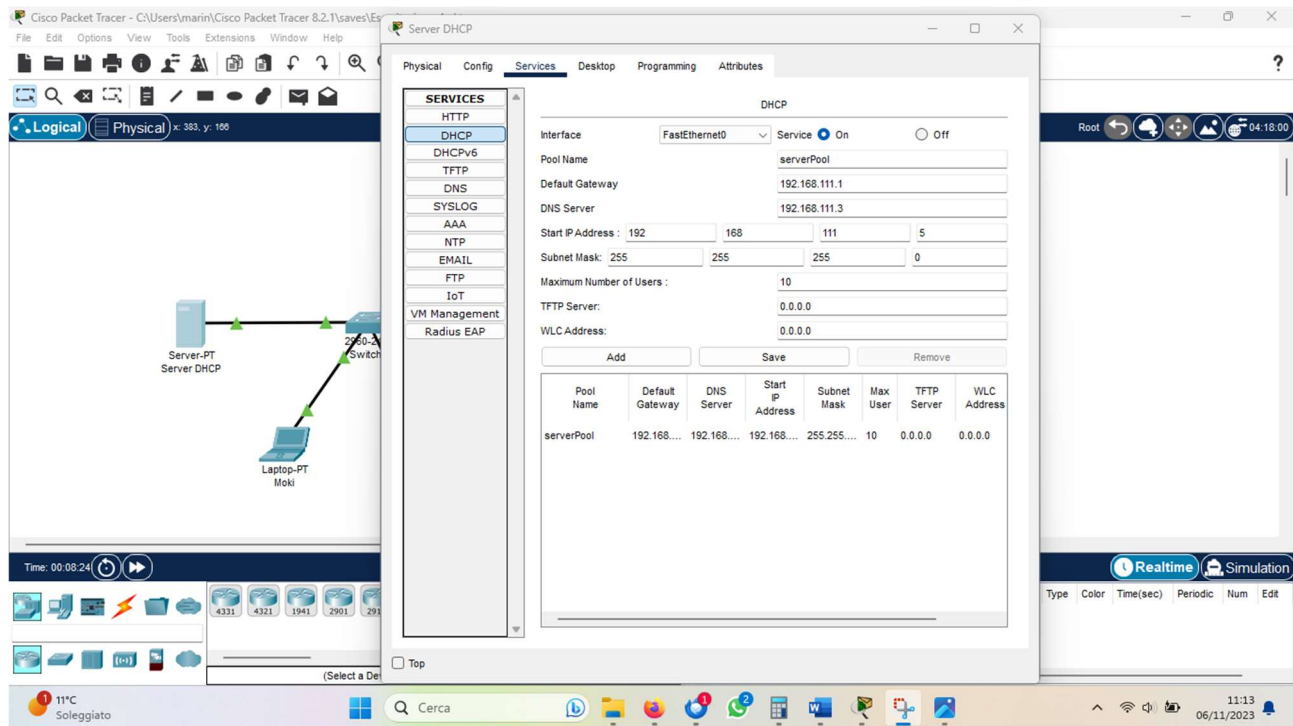 Cisco Packet Tracer - C:\Users\marin\Cisco Packet Tracer 8.2.1\saves\Es
File Edit Options View Tools Extensions Window Help
Logical Physical x: 383, y: 166
Root 04:18:00
Server-PT
Server DHCP
2960-2
Switch
Laptop-PT
Moki
Time: 00:08:24
Realtime Simulation
4331 4321 1941 2901 291
(Select a De
Type Color Time(sec) Periodic Num Edit
Server DHCP
Physical Config Services Desktop Programming Attributes
SERVICES
HTTP
DHCP
DHCPv6
TFTP
DNS
SYSLOG
AAA
NTP
EMAIL
FTP
IoT
VM Management
Radius EAP
DHCP
Interface FastEthernet0 Service On Off
Pool Name serverPool
Default Gateway 192.168.111.1
DNS Server 192.168.111.3
Start IP Address : 192 168 111 5
Subnet Mask: 255 255 255 0
Maximum Number of Users : 10
TFTP Server: 0.0.0.0
WLC Address: 0.0.0.0
Add Save Remove
Pool Name Default Gateway DNS Server Start IP Address Subnet Mask Max User TFTP Server WLC Address
serverPool 192.168.... 192.168.... 192.168.... 255.255.... 10 0.0.0.0 0.0.0.0
Top
1
11°C
Soleggiato
Cerca
1
2
11:13
06/11/2023